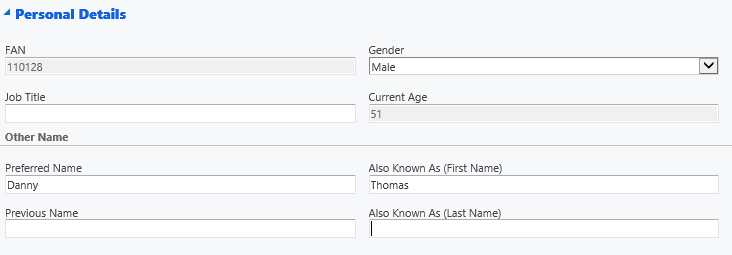 Personal Details
FAN
Gender
110128
Male
Job Title
Current Age
51
Other Name
Preferred Name
Also Known As (First Name)
Danny
Thomas
Previous Name
Also Known As (Last Name)